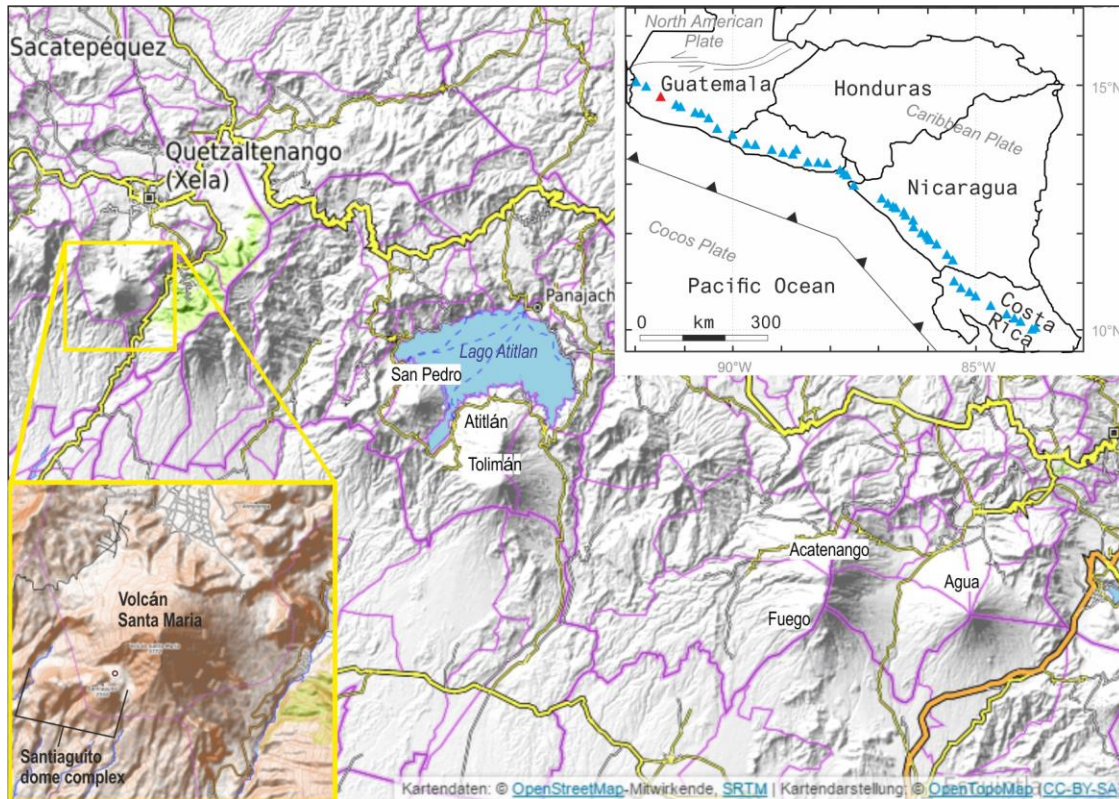 Sacatepéquez
Quetzaltenango
(Xela)
Panajach
Lago Atitlan
San Pedro
Atitlán
Tolimán
Acatenango
Agua
Fuego
North American
Plate
Guatemala
Honduras
Caribbean Plate
Nicaragua
Cocos Plate
Pacific Ocean
Costa
Rica
0 km 300
15°N
10°N
90°W
85°W
Volcán
Santa Maria
Santiaguito
dome complex
Kartendaten: © OpenStreetMap-Mitwirkende, SRTM | Kartendarstellung: © OpenTopoMap (CC-BY-SA